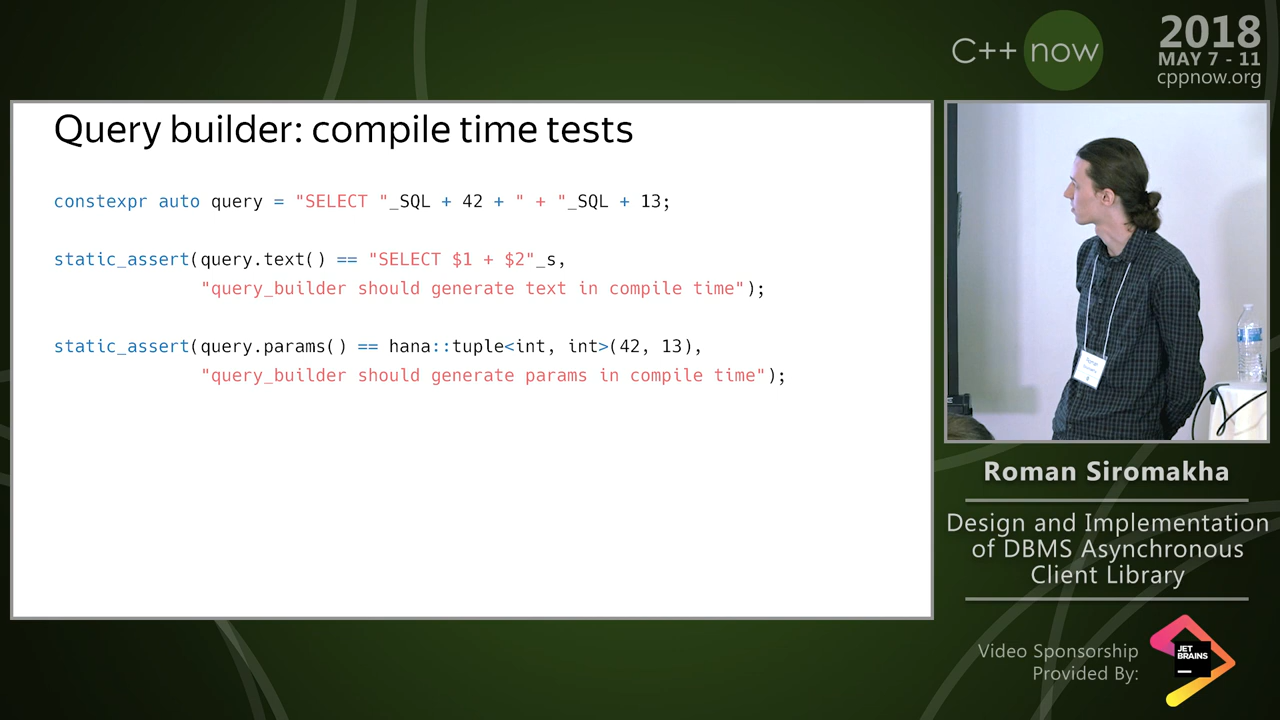 C++ now
2018
MAY 7 - 11
cppnow.org
Query builder: compile time tests
constexpr auto query = "SELECT "_SQL + 42 + " + "_SQL + 13;
static_assert(query.text() == "SELECT $1 + $2"_s,
"query_builder should generate text in compile time");
static_assert(query.params() == hana::tuple<int, int>(42, 13),
"query_builder should generate params in compile time");
Roman Siromakha
Design and Implementation
of DBMS Asynchronous
Client Library
Video Sponsorship
Provided By:
JET
BRAINS